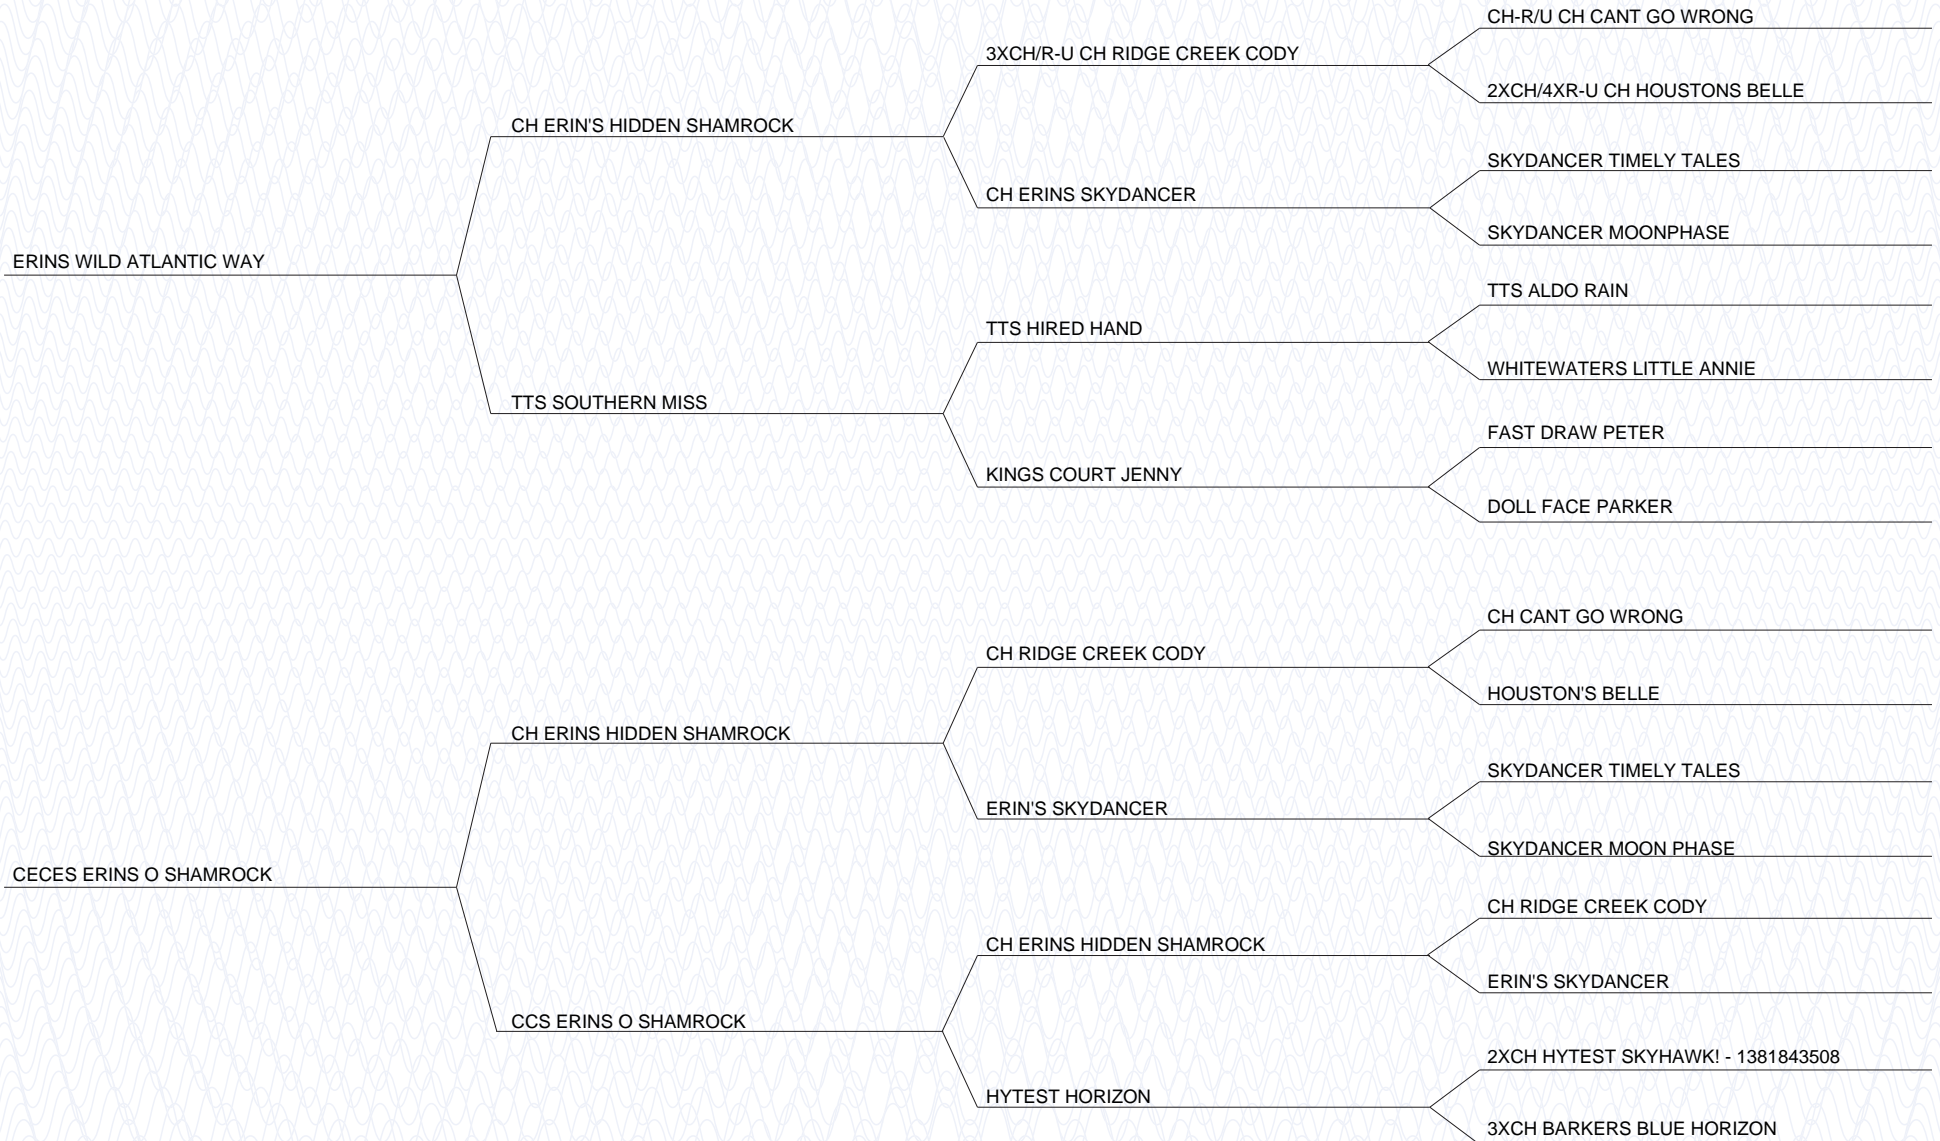 CH-R/U CH CANT GO WRONG
3XCH/R-U CH RIDGE CREEK CODY
2XCH/4XR-U CH HOUSTONS BELLE
CH ERIN'S HIDDEN SHAMROCK
SKYDANCER TIMELY TALES
CH ERINS SKYDANCER
SKYDANCER MOONPHASE
ERINS WILD ATLANTIC WAY
TTS ALDO RAIN
TTS HIRED HAND
WHITEWATERS LITTLE ANNIE
TTS SOUTHERN MISS
FAST DRAW PETER
KINGS COURT JENNY
DOLL FACE PARKER
CH CANT GO WRONG
CH RIDGE CREEK CODY
HOUSTON'S BELLE
CH ERINS HIDDEN SHAMROCK
SKYDANCER TIMELY TALES
ERIN'S SKYDANCER
SKYDANCER MOON PHASE
CECES ERINS O SHAMROCK
CH RIDGE CREEK CODY
CH ERINS HIDDEN SHAMROCK
ERIN'S SKYDANCER
CCS ERINS O SHAMROCK
2XCH HYTEST SKYHAWK! - 1381843508
HYTEST HORIZON
3XCH BARKERS BLUE HORIZON